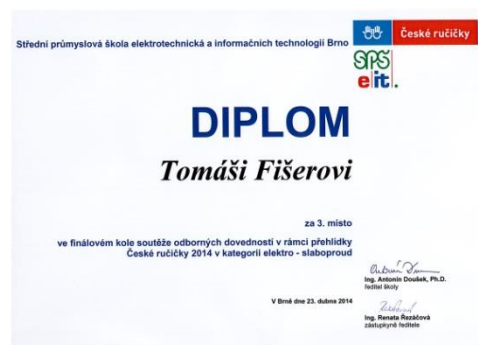 Střední průmyslová škola elektrotechnická a informačních technologií Brno
České ručičky
SPŠ
eit.
DIPLOM
Tomáši Fišerovi
za 3. místo
ve finálovém kole soutěže odborných dovedností v rámci přehlídky
České ručičky 2014 v kategorii elektro - slaboproud
Ing. Antonín Doušek, Ph.D.
ředitel školy
V Brně dne 23. dubna 2014
Ing. Renata Řezáčová
zástupkyně ředitele